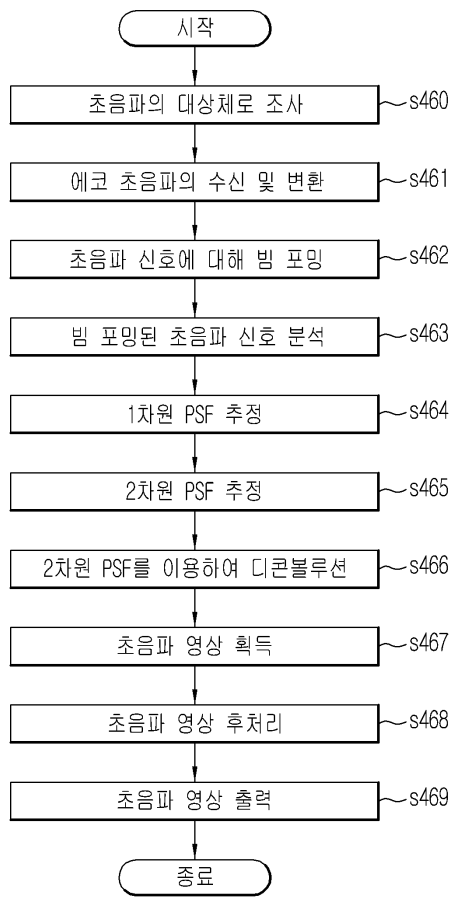 시작
초음파의 대상체로 조사
s460
에코 초음파의 수신 및 변환
s461
초음파 신호에 대해 빔 포밍
s462
빔 포밍된 초음파 신호 분석
s463
1차원 PSF 추정
s464
2차원 PSF 추정
s465
2차원 PSF를 이용하여 디콘볼루션
s466
초음파 영상 획득
s467
초음파 영상 후처리
s468
초음파 영상 출력
s469
종료